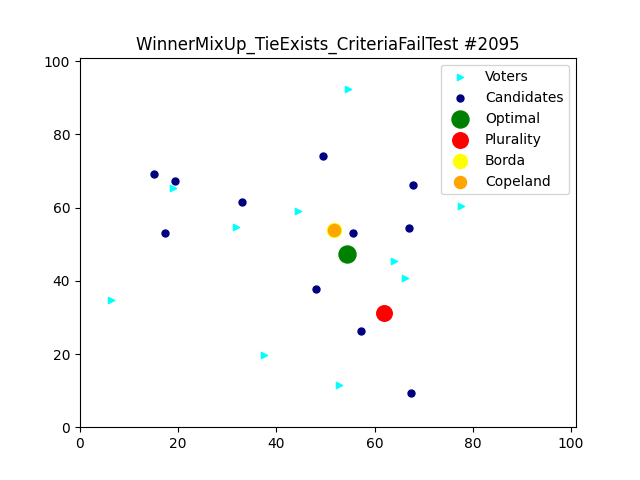 WinnerMixUp_TieExists_CriteriaFailTest #2095
100
80
60
40
20
0
0 20 40 60 80 100
Voters
Candidates
Optimal
Plurality
Borda
Copeland